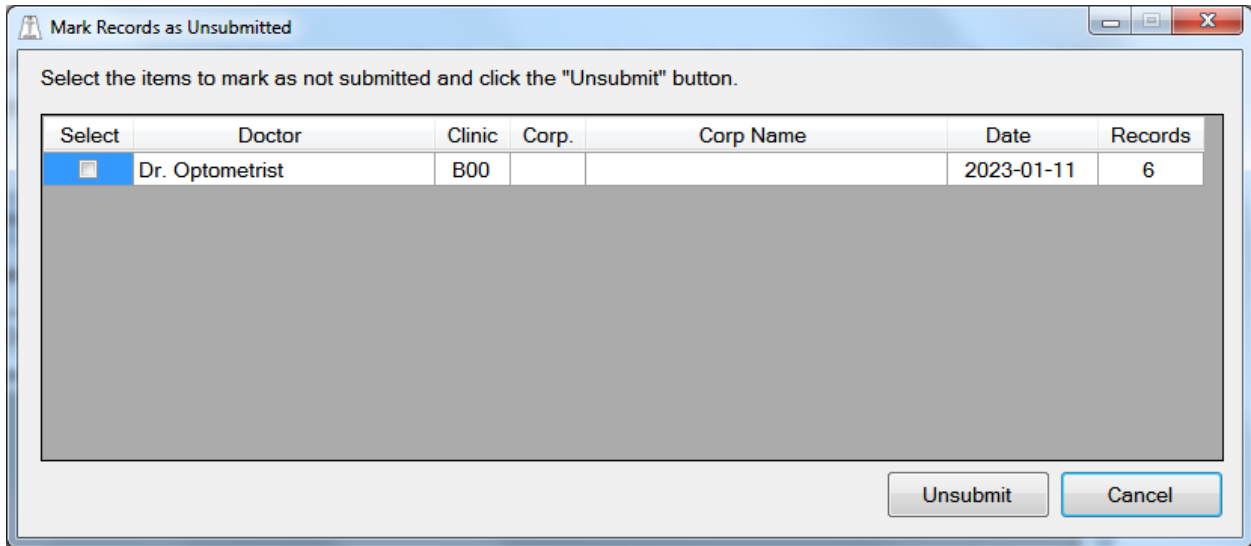 Mark Records as Unsubmitted
Select the items to mark as not submitted and click the "Unsubmit" button.
Select Doctor Clinic Corp. Corp Name Date Records
Dr. Optometrist B00 2023-01-11 6
Unsubmit Cancel